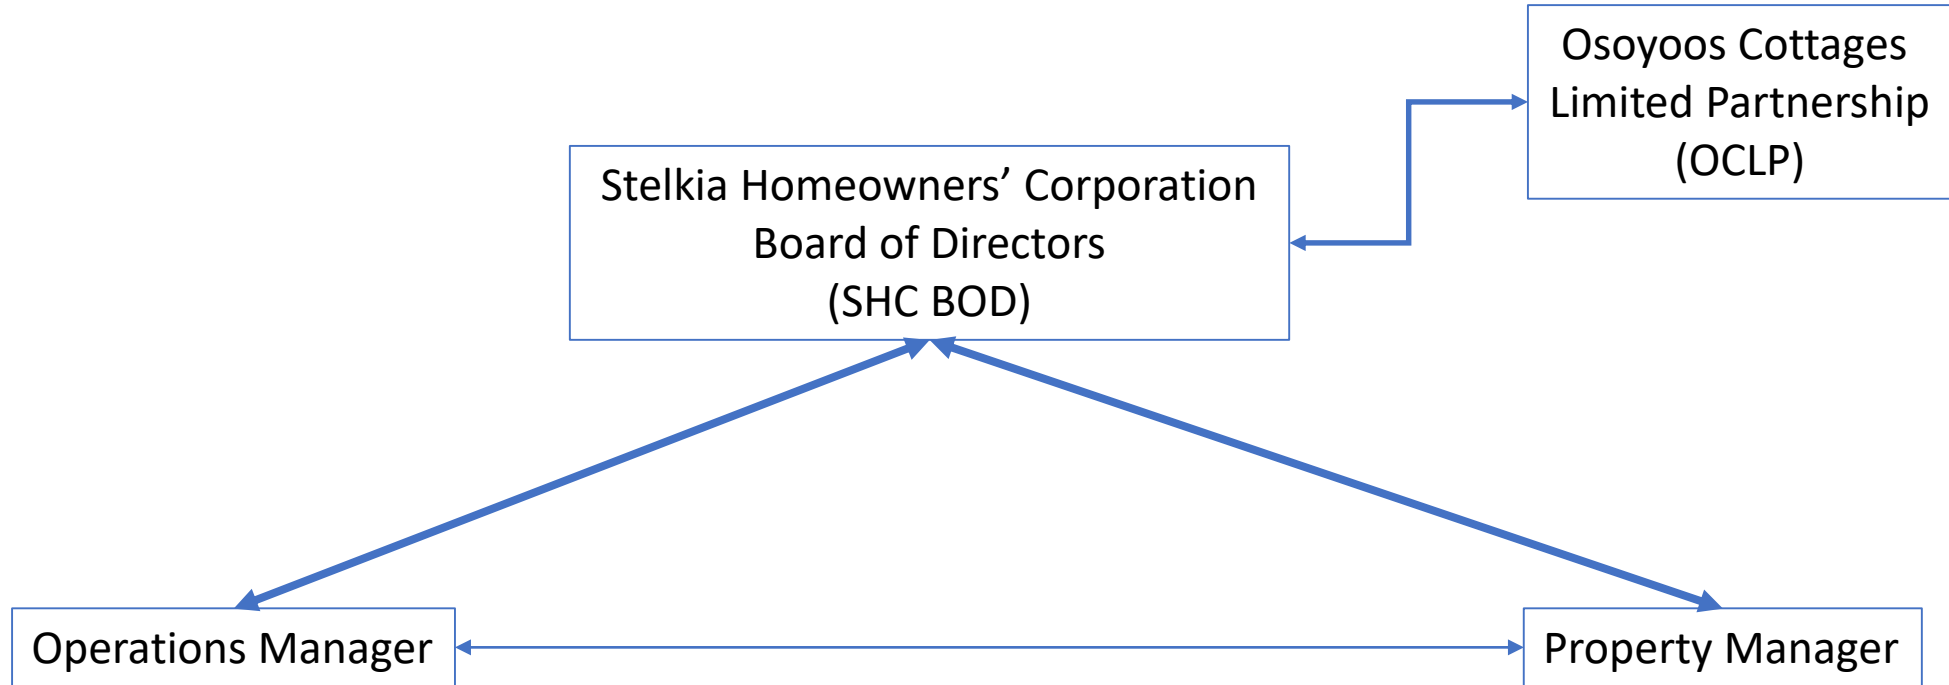 Osoyoos Cottages
Limited Partnership
(OCLP)
Stelkia Homeowners’ Corporation
Board of Directors
(SHC BOD)
Operations Manager
Property Manager